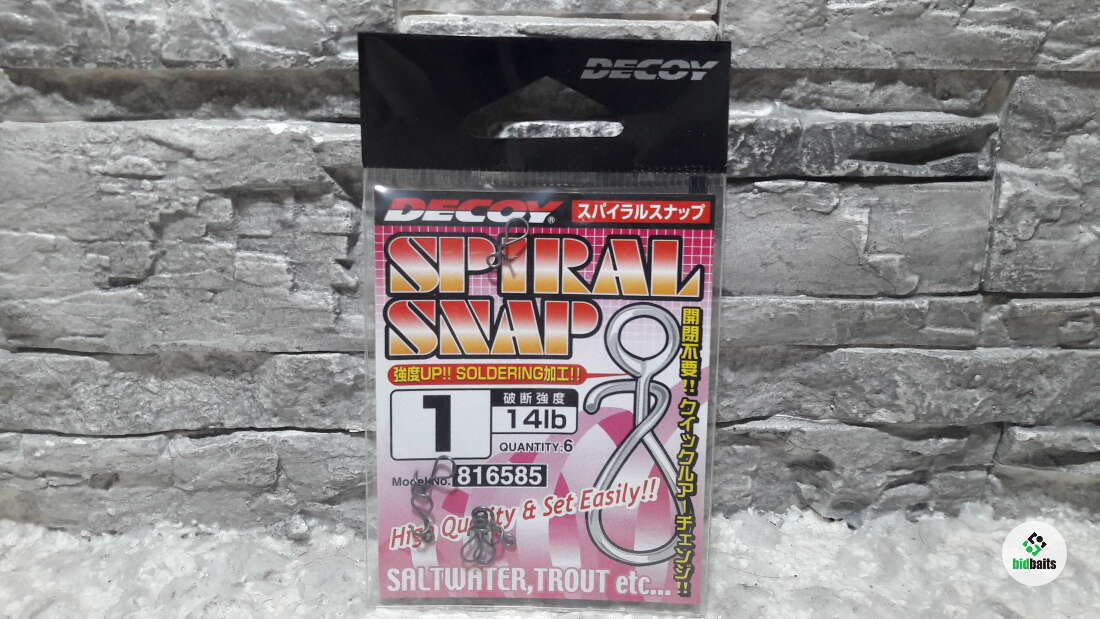 DECOY
DECOY®
スパイラルスナップ
SPIRAL
SNAP
強度UP!! SOLDERING加工!!
開閉不要!! クイックルアーチェンジ!!
1
破断強度
14lb
QUANTITY:6
Model No. 816585
High Quality & Set Easily!!
SALTWATER, TROUT etc...
bidbaits